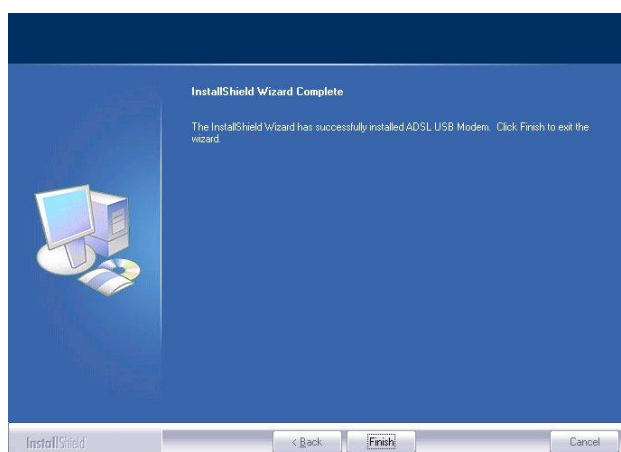 InstallShield Wizard Complete
The InstallShield Wizard has successfully installed ADSL USB Modem. Click Finish to exit the
wizard.
InstallShield
< Back
Finish
Cancel